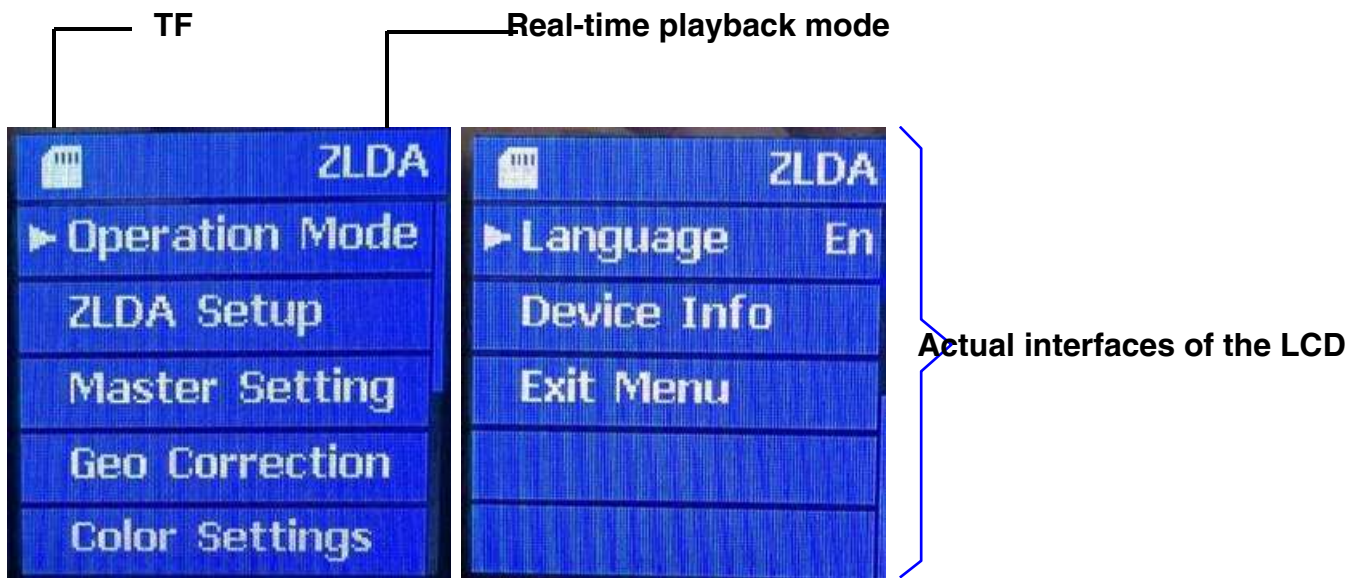 TF
Real-time playback mode
ZLDA
Operation Mode
ZLDA Setup
Master Setting
Geo Correction
Color Settings
ZLDA
Language En
Device Info
Exit Menu
Actual interfaces of the LCD